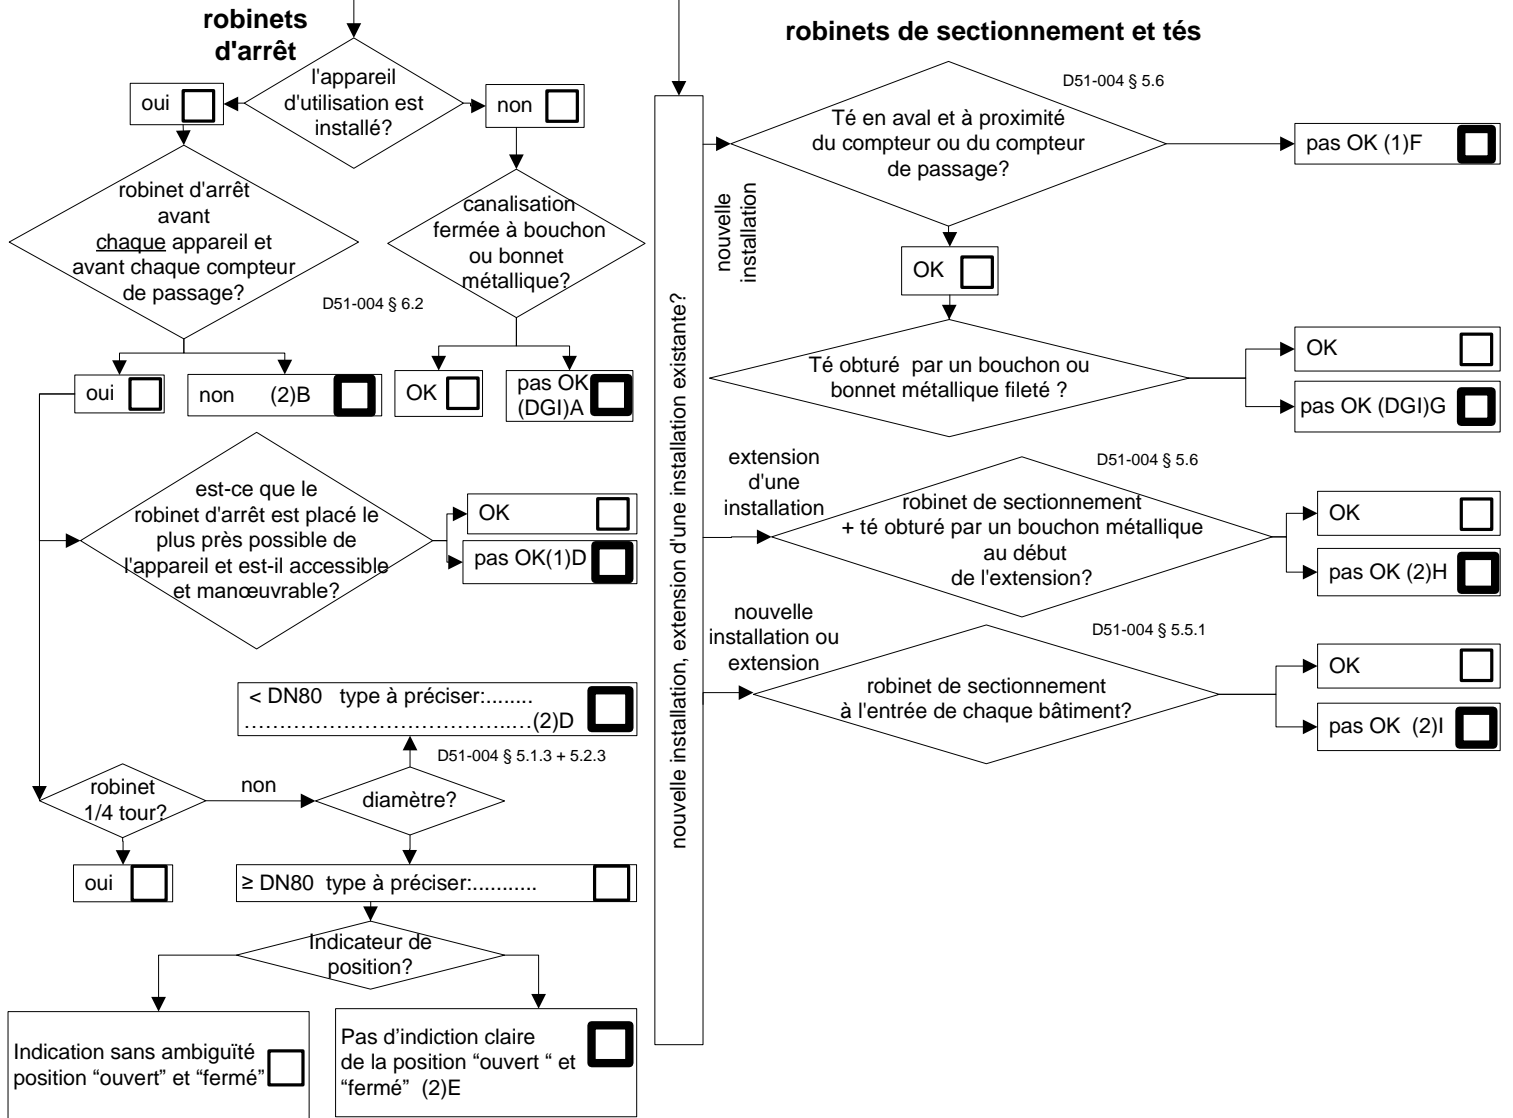 robinets
d'arrêt
l'appareil
d'utilisation est
installé?
oui
non
robinet d'arrêt
avant
chaque appareil et
avant chaque compteur
de passage?
canalisation
fermée à bouchon
ou bonnet
métallique?
D51-004 § 6.2
oui
non (2)B
OK
pas OK
(DGI)A
est-ce que le
robinet d'arrêt est placé le
plus près possible de
l'appareil et est-il accessible
et manœuvrable?
OK
pas OK(1)D
< DN80 type à préciser:........
…………………………………..…(2)D
D51-004 § 5.1.3 + 5.2.3
robinet
1/4 tour?
non
diamètre?
oui
≥ DN80 type à préciser:...........
Indicateur de
position?
Indication sans ambiguïté
position “ouvert” et “fermé”
Pas d’indiction claire
de la position “ouvert “ et
“fermé” (2)E
nouvelle installation, extension d'une installation existante?
robinets de sectionnement et tés
D51-004 § 5.6
Té en aval et à proximité
du compteur ou du compteur
de passage?
pas OK (1)F
nouvelle
installation
OK
Té obturé par un bouchon ou
bonnet métallique fileté ?
OK
pas OK (DGI)G
extension
d'une
installation
D51-004 § 5.6
robinet de sectionnement
+ té obturé par un bouchon métallique
au début
de l'extension?
OK
pas OK (2)H
nouvelle
installation ou
extension
D51-004 § 5.5.1
robinet de sectionnement
à l'entrée de chaque bâtiment?
OK
pas OK (2)I